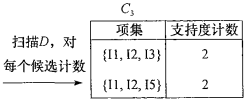 C₃
扫描D，对
每个候选计数
项集 支持度计数
{I1, I2, I3} 2
{I1, I2, I5} 2